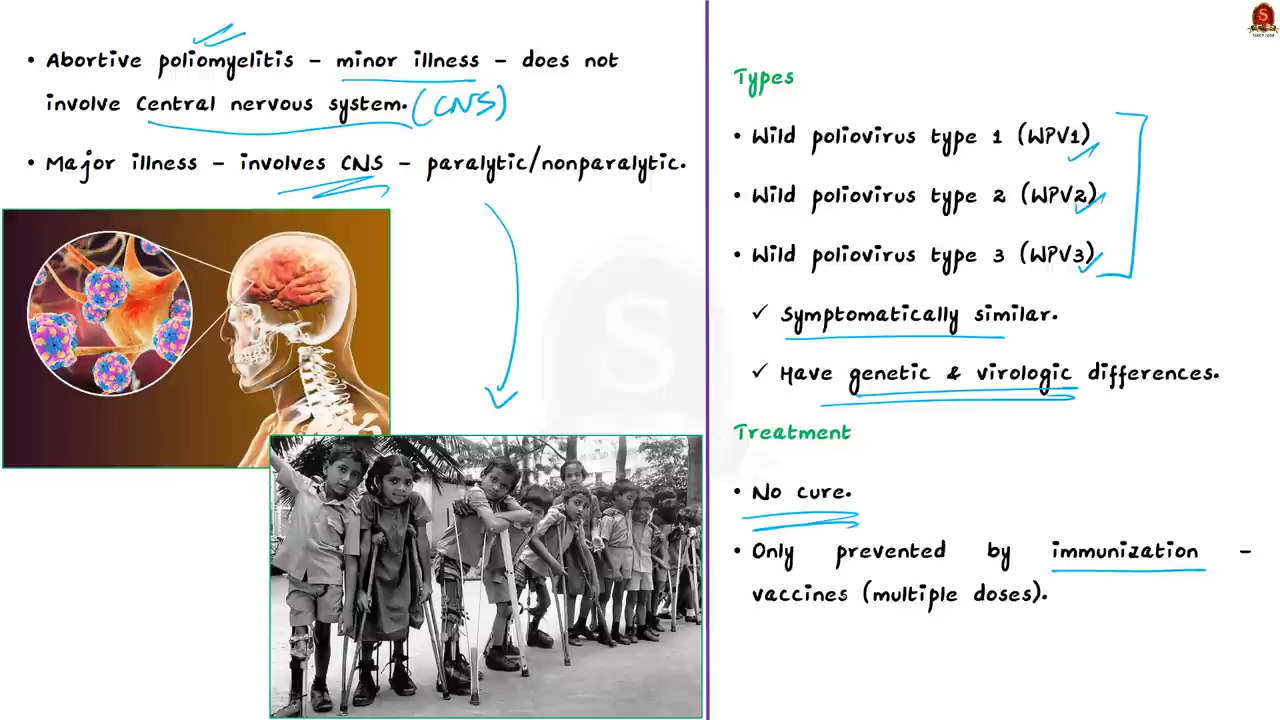 • Abortive poliomyelitis – minor illness – does not
involve Central nervous system. (CNS)
• Major illness – involves CNS – paralytic/nonparalytic.
Types
• Wild poliovirus type 1 (WPV1)
• Wild poliovirus type 2 (WPV2)
• Wild poliovirus type 3 (WPV3)
✓ Symptomatically similar.
✓ Have genetic & virologic differences.
Treatment
• No cure.
• Only prevented by immunization –
vaccines (multiple doses).